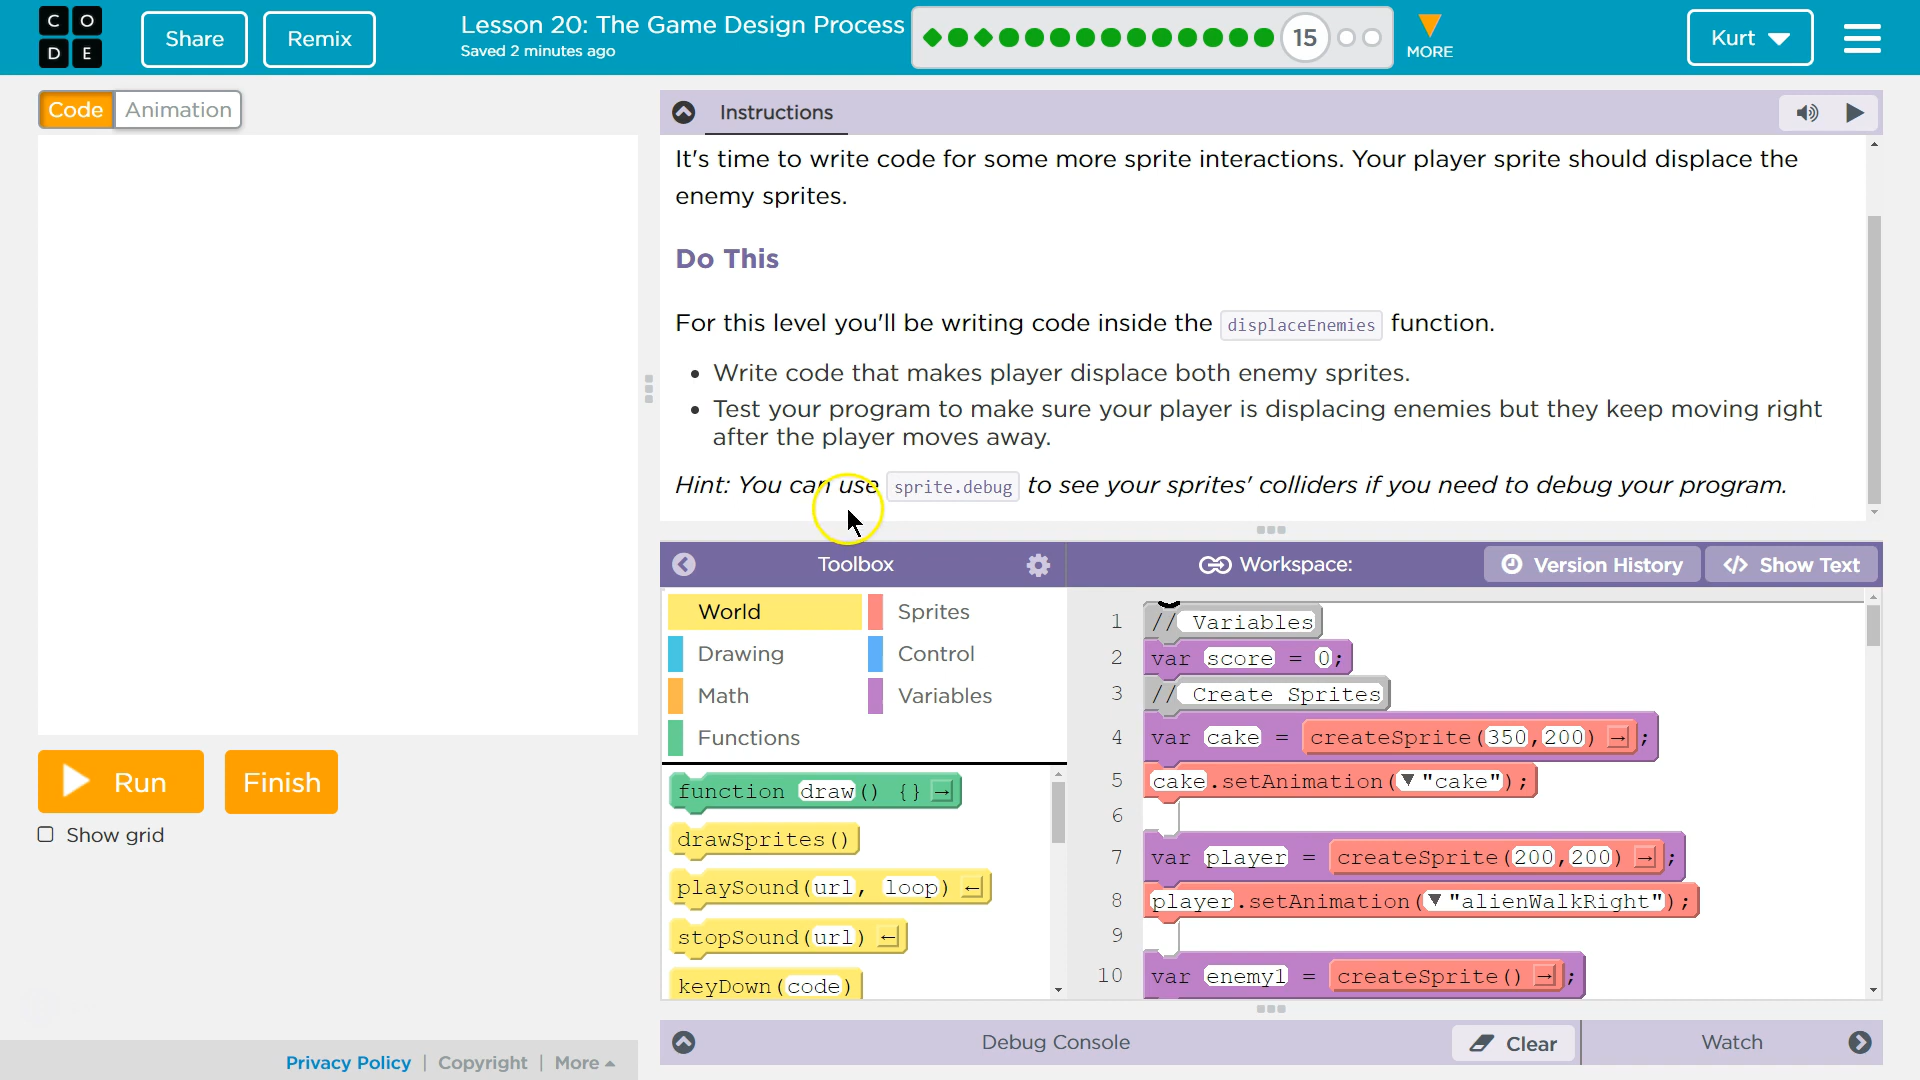 C O
D E
Share
Remix
Lesson 20: The Game Design Process
Saved 2 minutes ago
15
MORE
Kurt
Code
Animation
Instructions
It's time to write code for some more sprite interactions. Your player sprite should displace the
enemy sprites.
Do This
For this level you'll be writing code inside the displaceEnemies function.
• Write code that makes player displace both enemy sprites.
• Test your program to make sure your player is displacing enemies but they keep moving right
after the player moves away.
Hint: You can use sprite.debug to see your sprites' colliders if you need to debug your program.
Toolbox
Workspace:
Version History
</> Show Text
World
Sprites
Drawing
Control
Math
Variables
Functions
function draw() {} →
drawSprites()
playSound(url, loop) ←
stopSound(url) ←
keyDown(code)
1 // Variables
2 var score = 0;
3 // Create Sprites
4 var cake = createSprite(350,200) → ;
5 cake.setAnimation(▼ "cake");
6
7 var player = createSprite(200,200) → ;
8 player.setAnimation(▼ "alienWalkRight");
9
10 var enemy1 = createSprite() → ;
Run
Finish
Show grid
Privacy Policy | Copyright | More
Debug Console
Clear
Watch